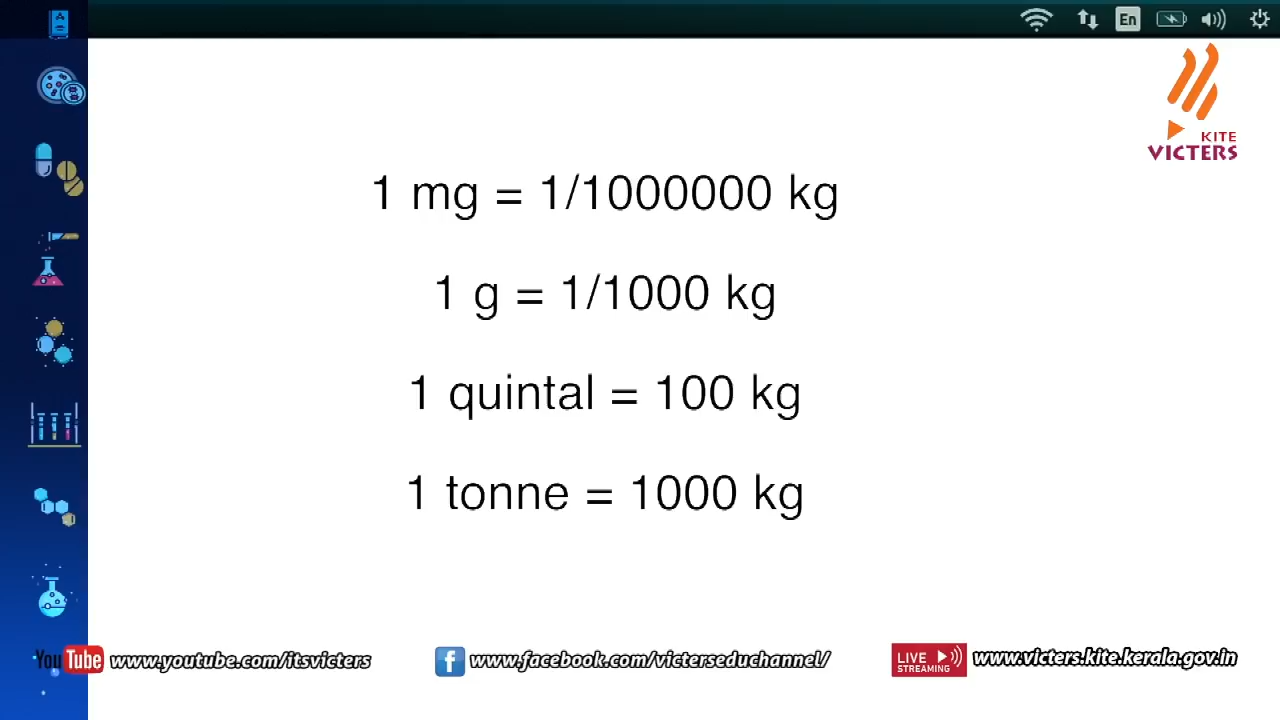 En
KITE
VICTERS
1 mg = 1/1000000 kg
1 g = 1/1000 kg
1 quintal = 100 kg
1 tonne = 1000 kg
YouTube www.youtube.com/itsvicters
f www.facebook.com/victerseduchannel/
LIVE STREAMING www.victers.kite.kerala.gov.in